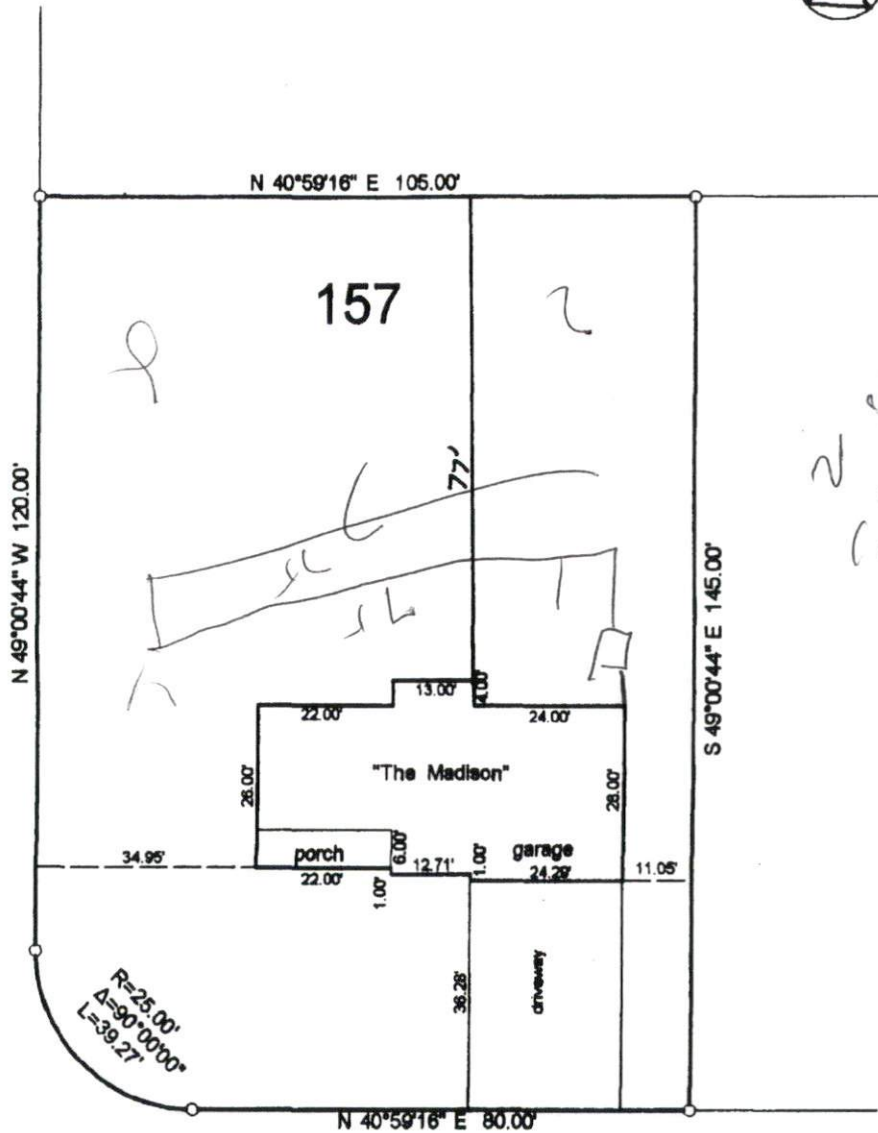 N 40°59'16" E 105.00'
157
77'
N 49°00'44" W 120.00'
S 49°00'44" E 145.00'
13.00'
4.00'
22.00'
24.00'
"The Madison"
26.00'
28.00'
porch
6.00'
garage
34.95'
22.00'
1.00'
12.71'
1.00'
24.29'
11.05'
R=25.00'
Δ=90°00'00"
L=39.27'
36.28'
driveway
N 40°59'16" E 80.00'